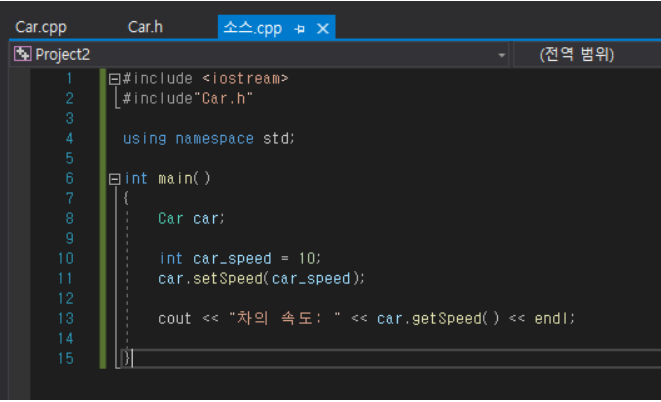 Car.cpp Car.h 소스.cpp
Project2 (전역 범위)
1 #include <iostream>
2 #include"Car.h"
3
4 using namespace std;
5
6 int main()
7 {
8 Car car;
9
10 int car_speed = 10;
11 car.setSpeed(car_speed);
12
13 cout << "차의 속도: " << car.getSpeed() << endl;
14
15 }